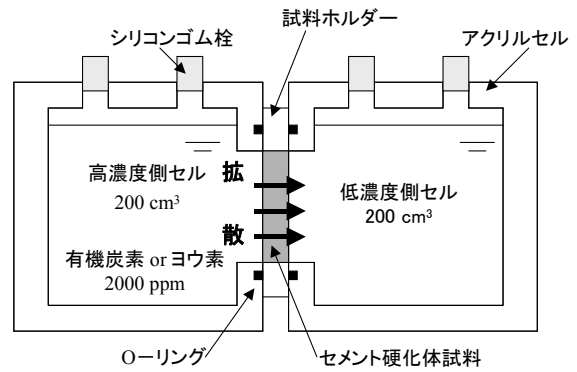 試料ホルダー
シリコンゴム栓
アクリルセル
高濃度側セル
200 cm³
拡
散
低濃度側セル
200 cm³
有機炭素 or ヨウ素
2000 ppm
Oーリング
セメント硬化体試料